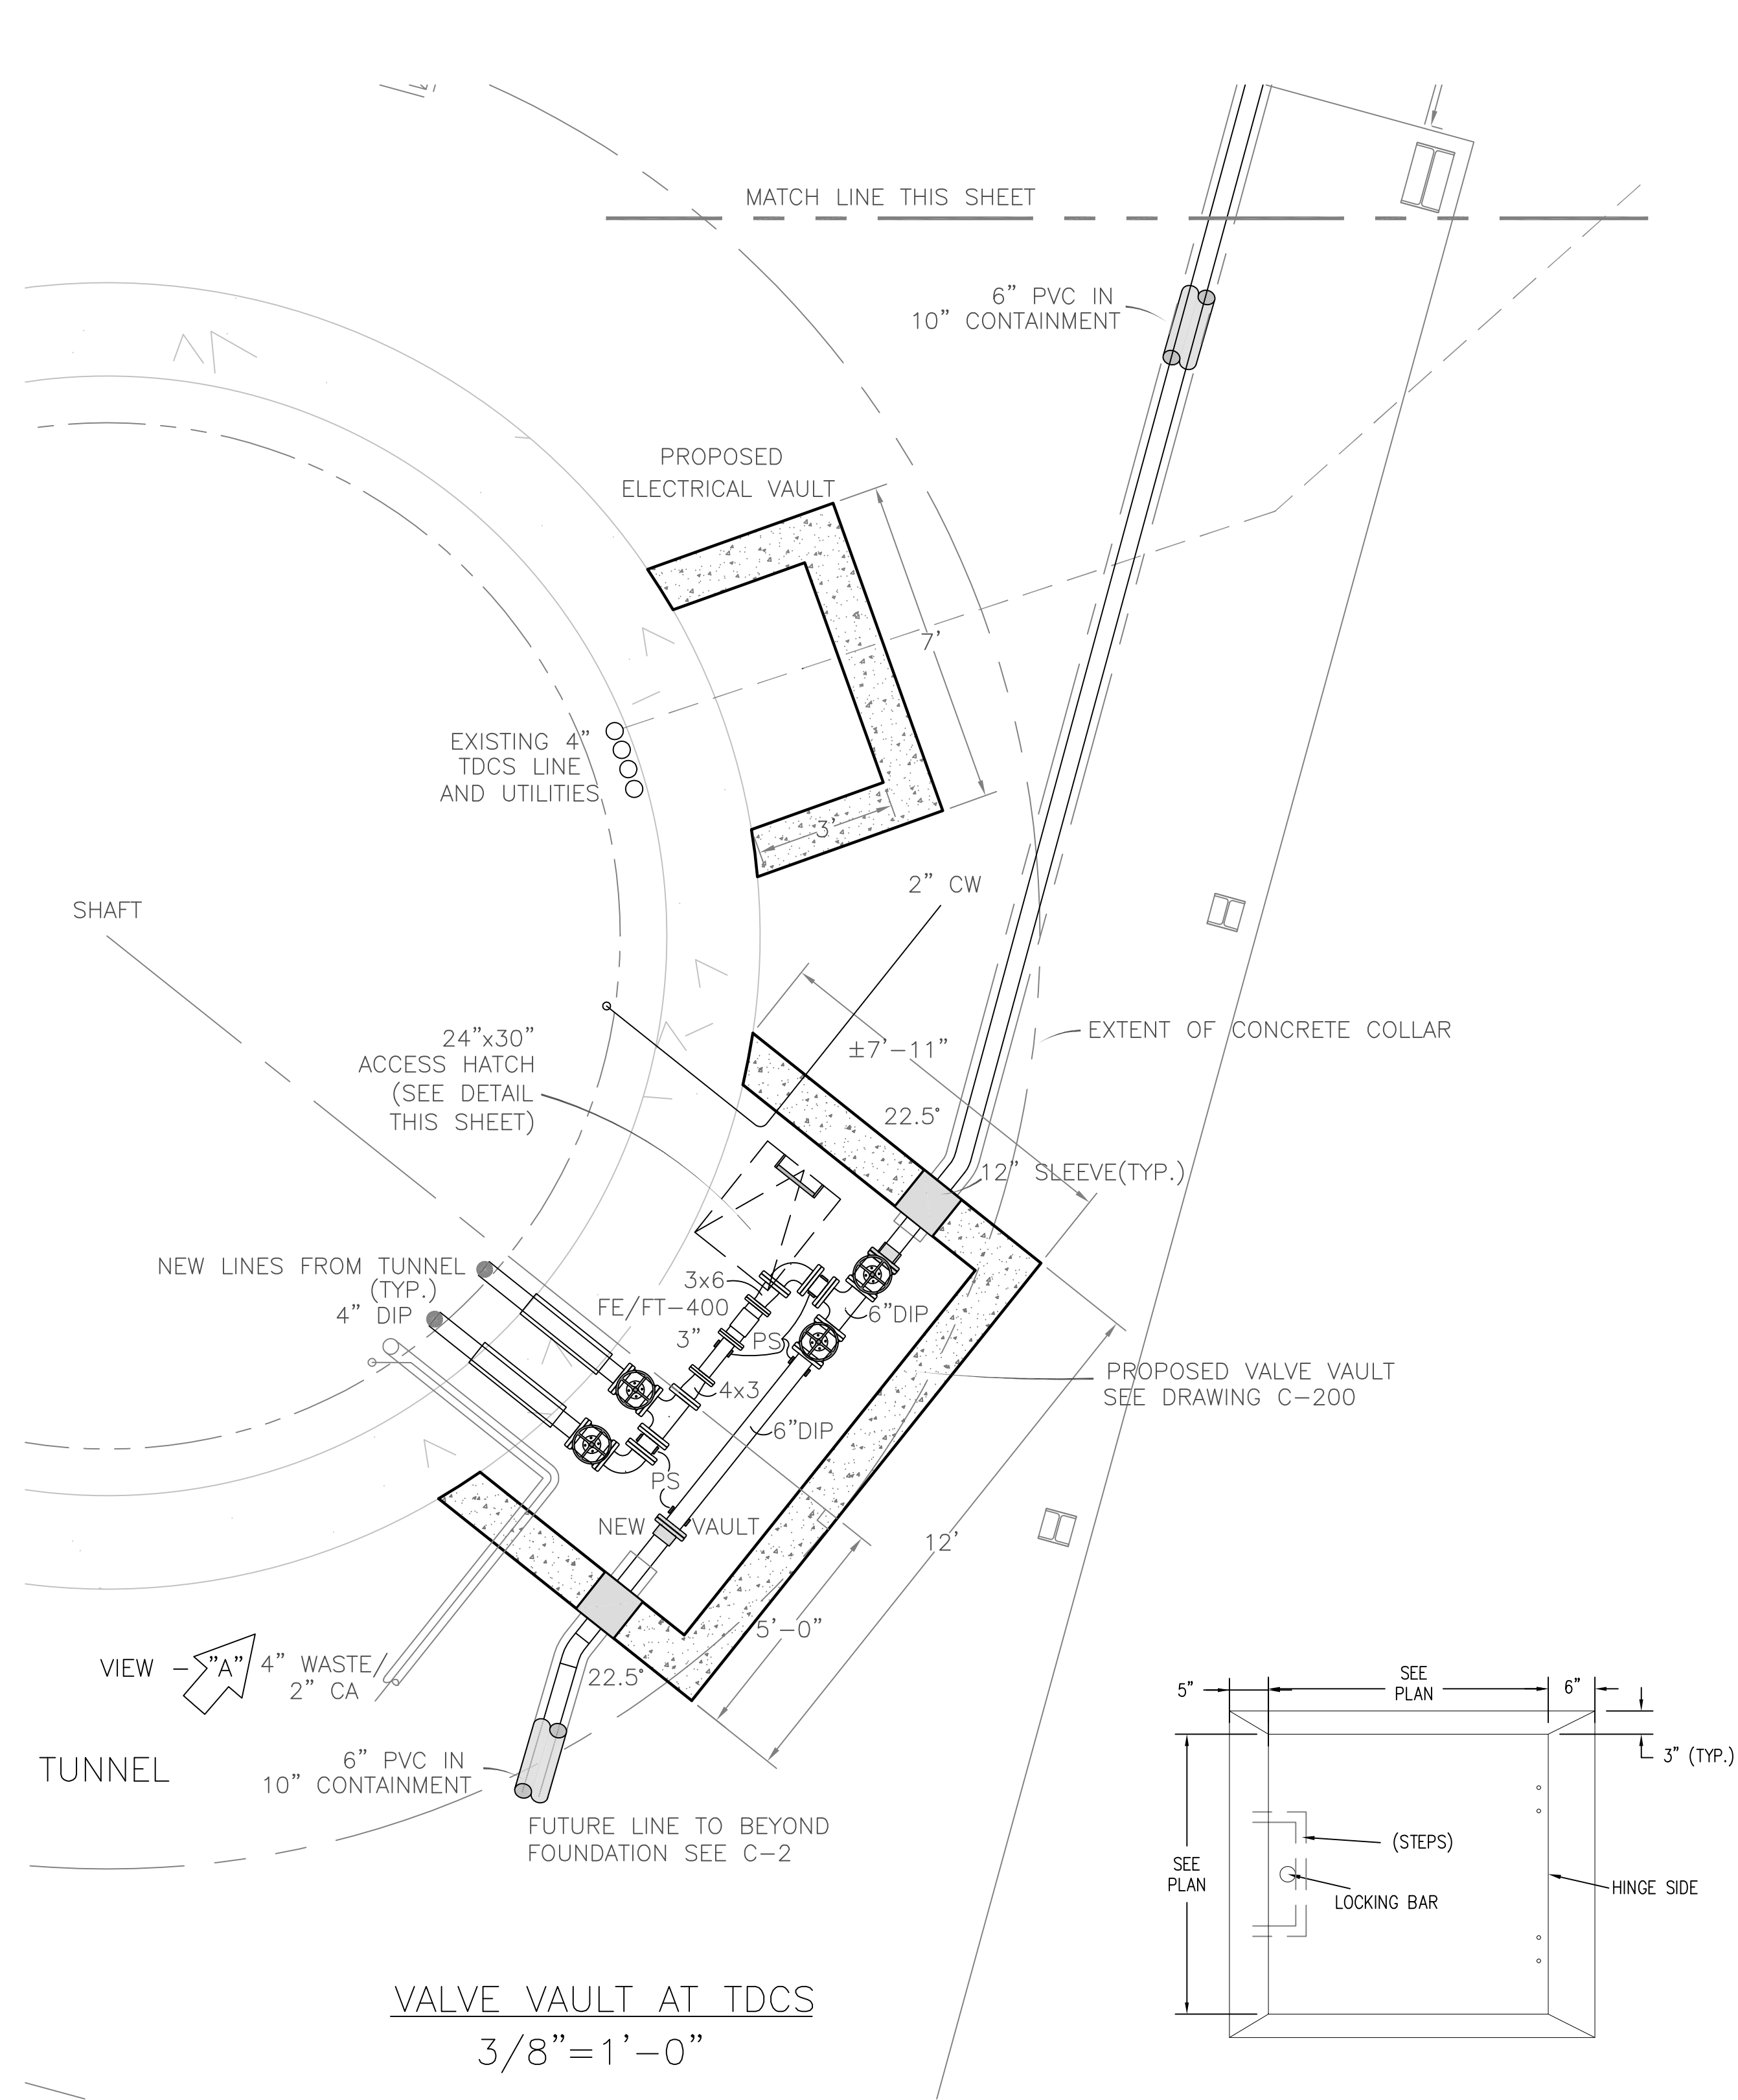 MATCH LINE THIS SHEET
6” PVC IN
10” CONTAINMENT
PROPOSED
ELECTRICAL VAULT
7’
EXISTING 4”
TDCS LINE
AND UTILITIES
3’
2” CW
SHAFT
EXTENT OF CONCRETE COLLAR
24”x30”
ACCESS HATCH
(SEE DETAIL
THIS SHEET)
±7’-11”
22.5°
12” SLEEVE(TYP.)
NEW LINES FROM TUNNEL
(TYP.)
4” DIP
3x6
FE/FT-400
3”
PS
6”DIP
4x3
PROPOSED VALVE VAULT
SEE DRAWING C-200
6”DIP
PS
NEW VAULT
12’
5’-0”
22.5°
VIEW - ”A”
4” WASTE/
2” CA
TUNNEL
6” PVC IN
10” CONTAINMENT
FUTURE LINE TO BEYOND
FOUNDATION SEE C-2
5”
SEE
PLAN
6”
3” (TYP.)
(STEPS)
SEE
PLAN
LOCKING BAR
HINGE SIDE
VALVE VAULT AT TDCS
3/8”=1’-0”